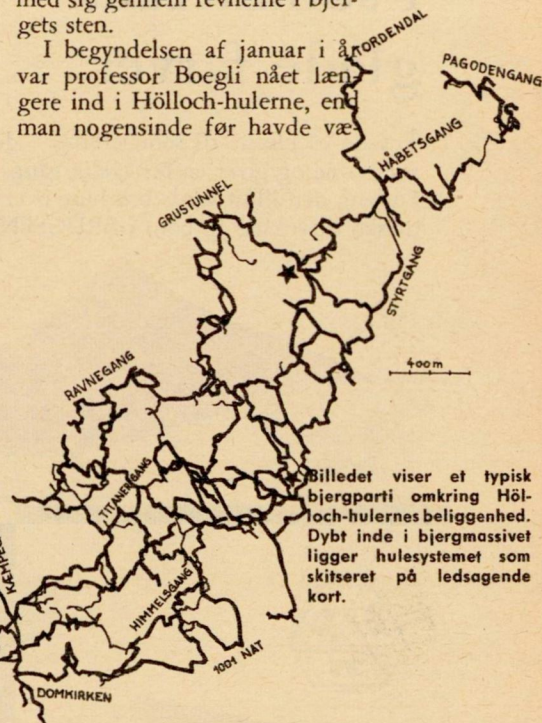 gets sten.
I begyndelsen af januar i år
var professor Boegli nået læn-
gere ind i Hölloch-hulerne, end
man nogensinde før havde væ-
NORDENDAL
PAGODENGANG
HÅBETSGANG
GRUSTUNNEL
STYRTGANG
400m
RAVNEGANG
TITANERGANG
Billedet viser et typisk
bjergparti omkring Höl-
loch-hulernes beliggenhed.
Dybt inde i bjergmassivet
ligger hulesystemet som
skitseret på ledsagende
kort.
HIMMELSGANG
1001 NAT
DOMKIRKEN